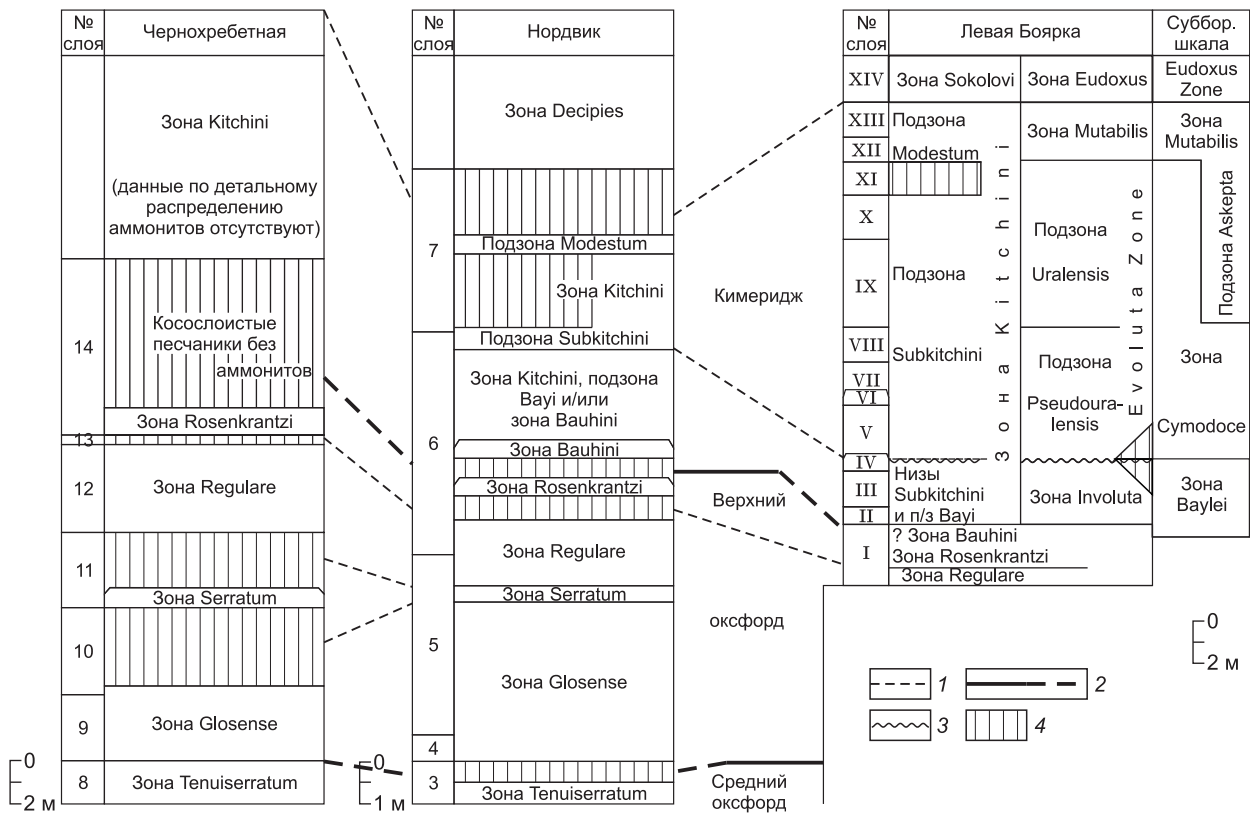 №
слоя
Чернохребетная
Зона Kitchini
(данные по детальному
распределению
аммонитов отсутствуют)
14
Косослоистые
песчаники без
аммонитов
Зона Rosenkrantzi
13
12
Зона Regulare
11
Зона Serratum
10
9
Зона Glosense
8
Зона Tenuiserratum
0
2 м
№
слоя
Нордвик
Зона Decipies
7
Подзона Modestum
Зона Kitchini
Подзона Subkitchini
6
Зона Kitchini, подзона
Bayi и/или
зона Bauhini
Зона Bauhini
Зона Rosenkrantzi
Зона Regulare
Зона Serratum
5
Зона Glosense
4
3
Зона Tenuiserratum
0
1 м
Кимеридж
Верхний
оксфорд
Средний
оксфорд
№
слоя
Левая Боярка
Суббор.
шкала
XIV
Зона Sokolovi
Зона Eudoxus
Eudoxus
Zone
XIII
XII
XI
X
IX
VIII
VII
VI
V
IV
III
II
I
Подзона
Modestum
Подзона
Subkitchini
Зона Kitchini
Низы
Subkitchini
и п/з Bayi
? Зона Bauhini
Зона Rosenkrantzi
Зона Regulare
Зона Mutabilis
Подзона
Uralensis
Подзона
Pseudoura-
lensis
Evoluta Zone
Зона Involuta
Зона
Mutabilis
Подзона Askepta
Зона
Cymodoce
Зона
Baylei
0
2 м
1
2
3
4